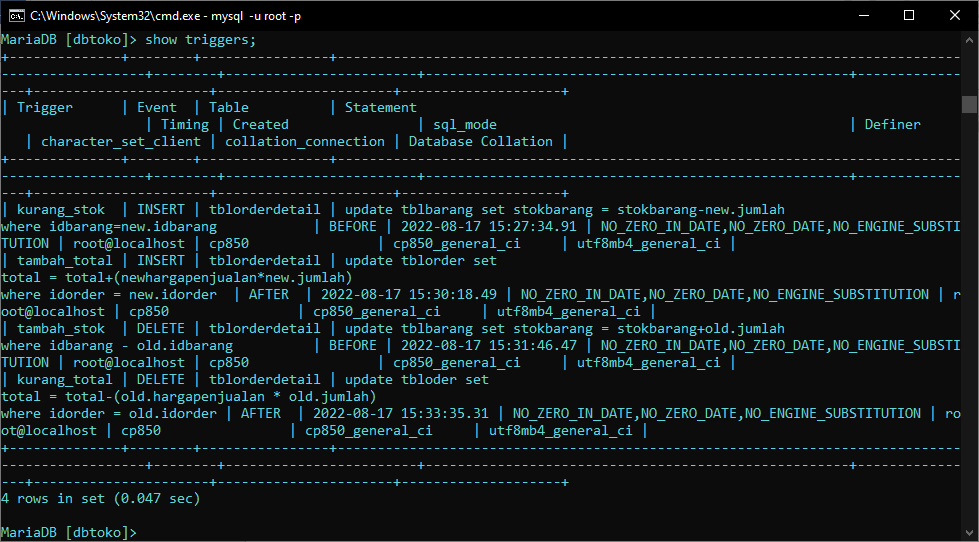 C:\Windows\System32\cmd.exe - mysql  -u root -p
MariaDB [dbtoko]> show triggers;
+--------------+--------+----------------+------------------------------------------------------------------------------
------------------+--------+------------------------+-----------------------------------------------------+-------------
---+----------------------+----------------------+--------------------+
| Trigger      | Event  | Table          | Statement
                  | Timing | Created                | sql_mode                                            | Definer
   | character_set_client | collation_connection | Database Collation |
+--------------+--------+----------------+------------------------------------------------------------------------------
------------------+--------+------------------------+-----------------------------------------------------+-------------
---+----------------------+----------------------+--------------------+
| kurang_stok  | INSERT | tblorderdetail | update tblbarang set stokbarang = stokbarang-new.jumlah
where idbarang=new.idbarang            | BEFORE | 2022-08-17 15:27:34.91 | NO_ZERO_IN_DATE,NO_ZERO_DATE,NO_ENGINE_SUBSTI
TUTION | root@localhost | cp850                | cp850_general_ci     | utf8mb4_general_ci |
| tambah_total | INSERT | tblorderdetail | update tblorder set
total = total+(newhargapenjualan*new.jumlah)
where idorder = new.idorder  | AFTER  | 2022-08-17 15:30:18.49 | NO_ZERO_IN_DATE,NO_ZERO_DATE,NO_ENGINE_SUBSTITUTION | r
oot@localhost | cp850                | cp850_general_ci     | utf8mb4_general_ci |
| tambah_stok  | DELETE | tblorderdetail | update tblbarang set stokbarang = stokbarang+old.jumlah
where idbarang - old.idbarang          | BEFORE | 2022-08-17 15:31:46.47 | NO_ZERO_IN_DATE,NO_ZERO_DATE,NO_ENGINE_SUBSTI
TUTION | root@localhost | cp850                | cp850_general_ci     | utf8mb4_general_ci |
| kurang_total | DELETE | tblorderdetail | update tbloder set
total = total-(old.hargapenjualan * old.jumlah)
where idorder = old.idorder | AFTER  | 2022-08-17 15:33:35.31 | NO_ZERO_IN_DATE,NO_ZERO_DATE,NO_ENGINE_SUBSTITUTION | ro
ot@localhost | cp850                | cp850_general_ci     | utf8mb4_general_ci |
+--------------+--------+----------------+------------------------------------------------------------------------------
------------------+--------+------------------------+-----------------------------------------------------+-------------
---+----------------------+----------------------+--------------------+
4 rows in set (0.047 sec)
MariaDB [dbtoko]>